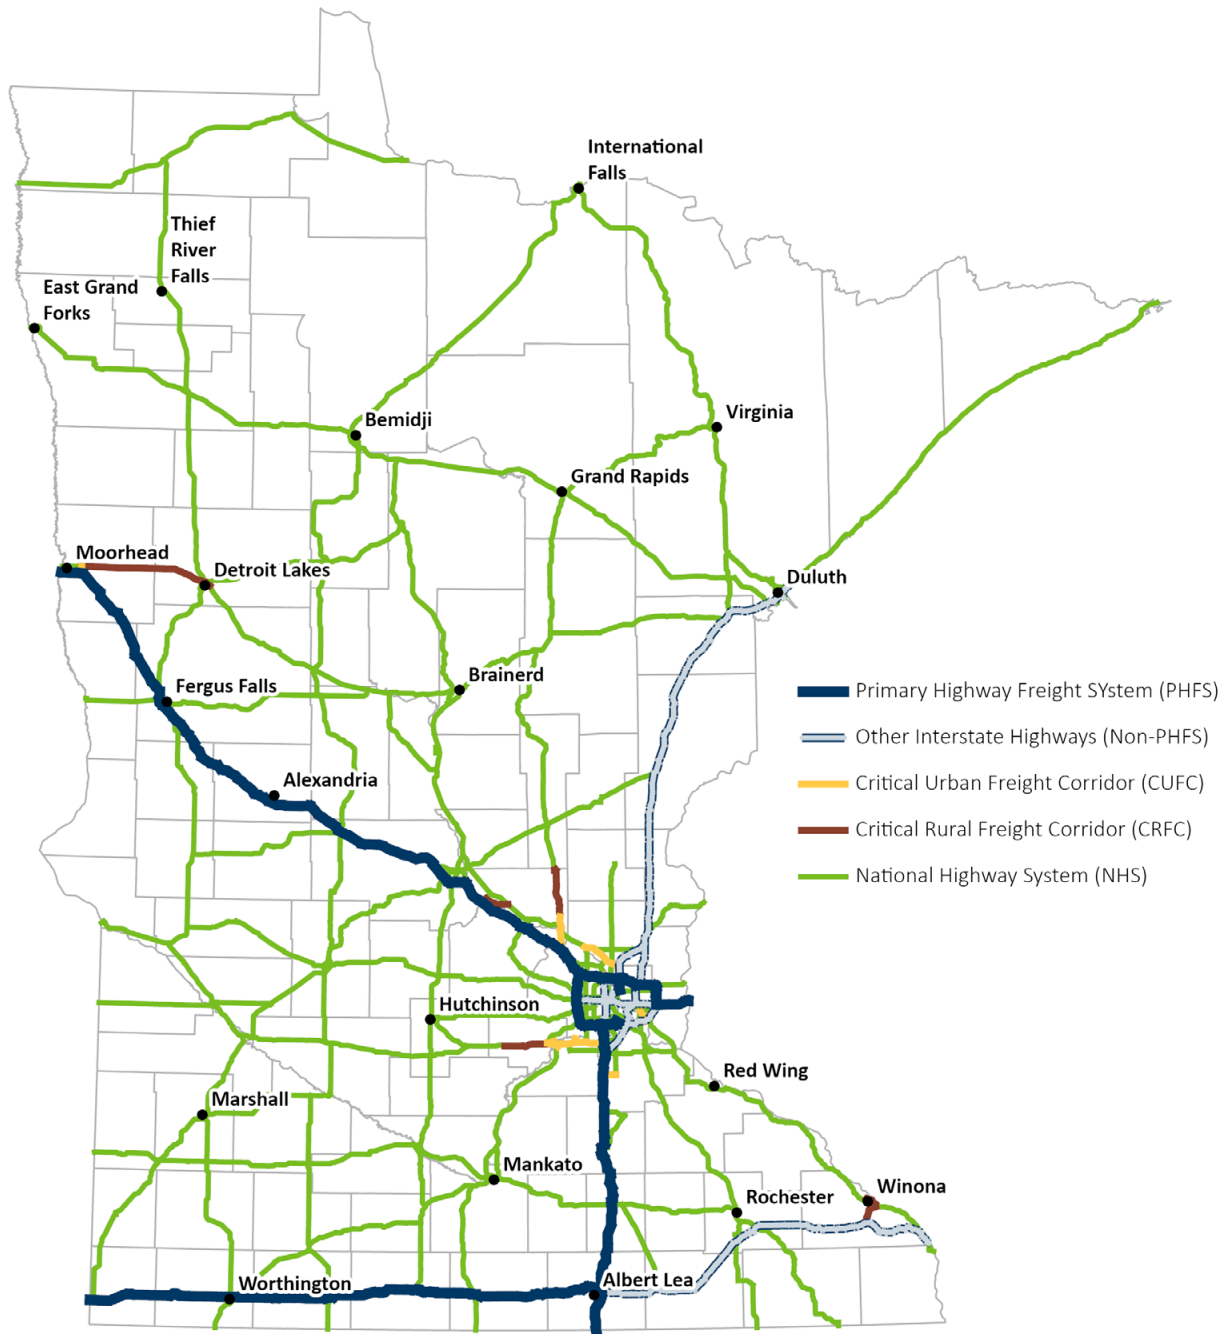 International
Falls
Thief
River
Falls
East Grand
Forks
Bemidji
Virginia
Grand Rapids
Moorhead
Detroit Lakes
Duluth
Brainerd
Fergus Falls
Primary Highway Freight SYstem (PHFS)
Other Interstate Highways (Non-PHFS)
Alexandria
Critical Urban Freight Corridor (CUFC)
Critical Rural Freight Corridor (CRFC)
National Highway System (NHS)
Hutchinson
Red Wing
Marshall
Mankato
Rochester
Winona
Worthington
Albert Lea